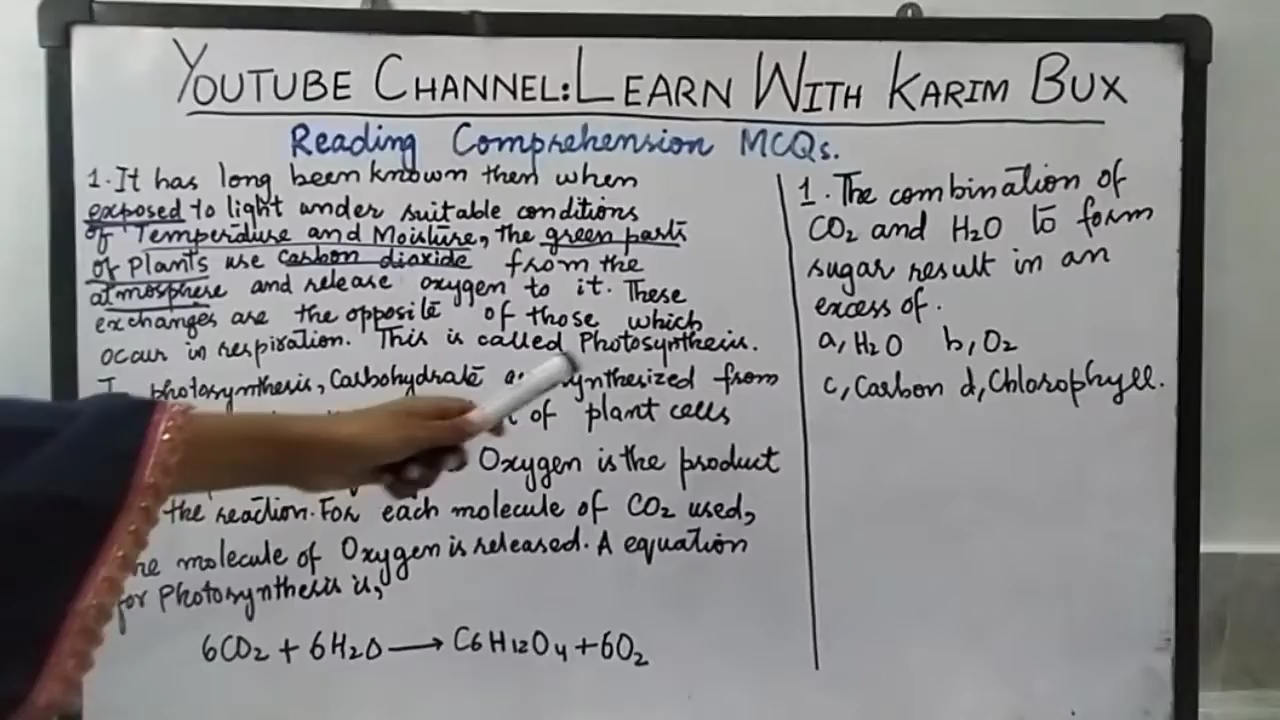 YOUTUBE CHANNEL: LEARN WITH KARIM BUX
Reading Comprehension MCQs.
1. It has long been known then when
exposed to light under suitable conditions
of Temperature and Moisture, the green parts
of Plants use carbon dioxide from the
atmosphere and release oxygen to it. These
exchanges are the opposite of those which
occur in respiration. This is called Photosynthesis.
photosynthesis, Carbohydrate synthesized from
of plant cells
Oxygen is the product
the reaction. For each molecule of CO2 used,
molecule of Oxygen is released. A equation
for Photosynthesis is,
6CO2 + 6H2O ⟶ C6H12O4 + 6O2
1. The combination of
CO2 and H2O to form
sugar result in an
excess of.
a, H2O b, O2
c, Carbon d, Chlorophyll.